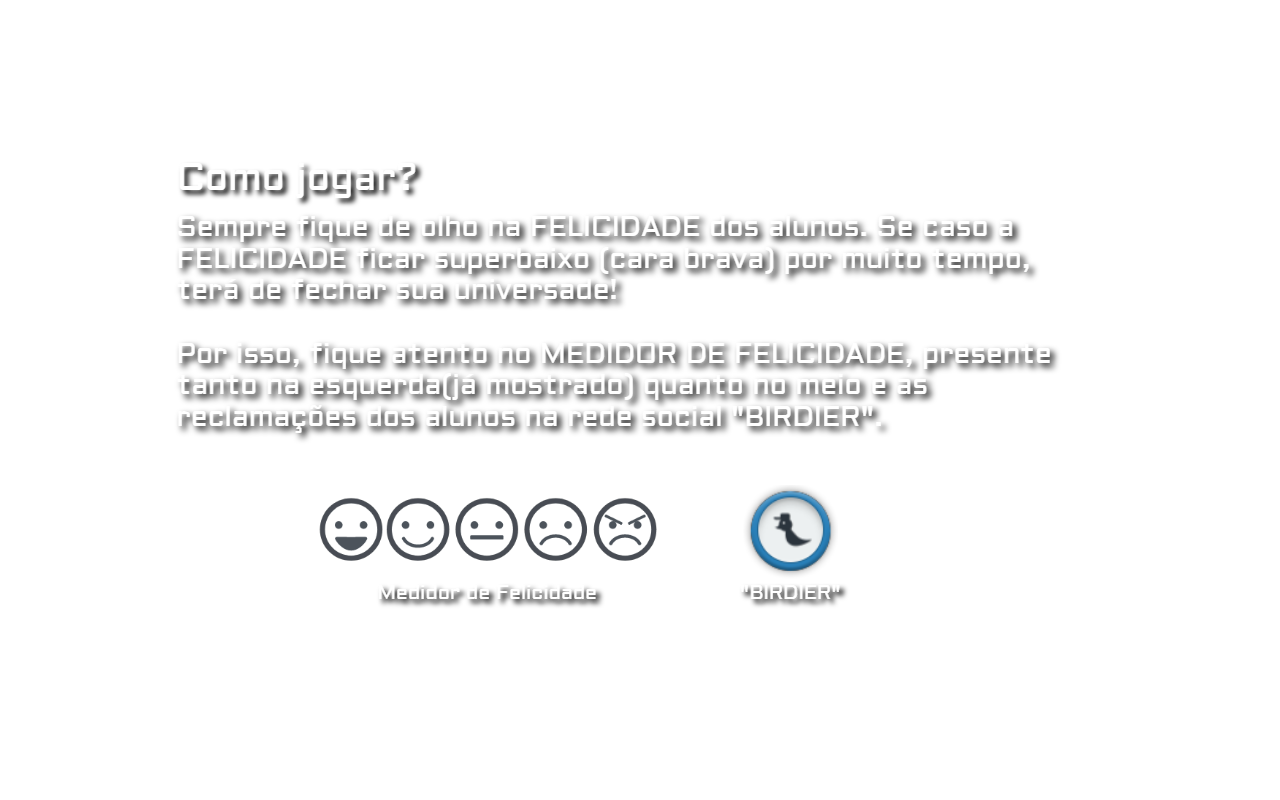 Como jogar?
Sempre fique de olho na FELICIDADE dos alunos. Se caso a
FELICIDADE ficar superbaixo (cara brava) por muito tempo,
terá de fechar sua universade!
Por isso, fique atento no MEDIDOR DE FELICIDADE, presente
tanto na esquerda(já mostrado) quanto no meio e as
reclamações dos alunos na rede social "BIRDIER".
Medidor de Felicidade
"BIRDIER"